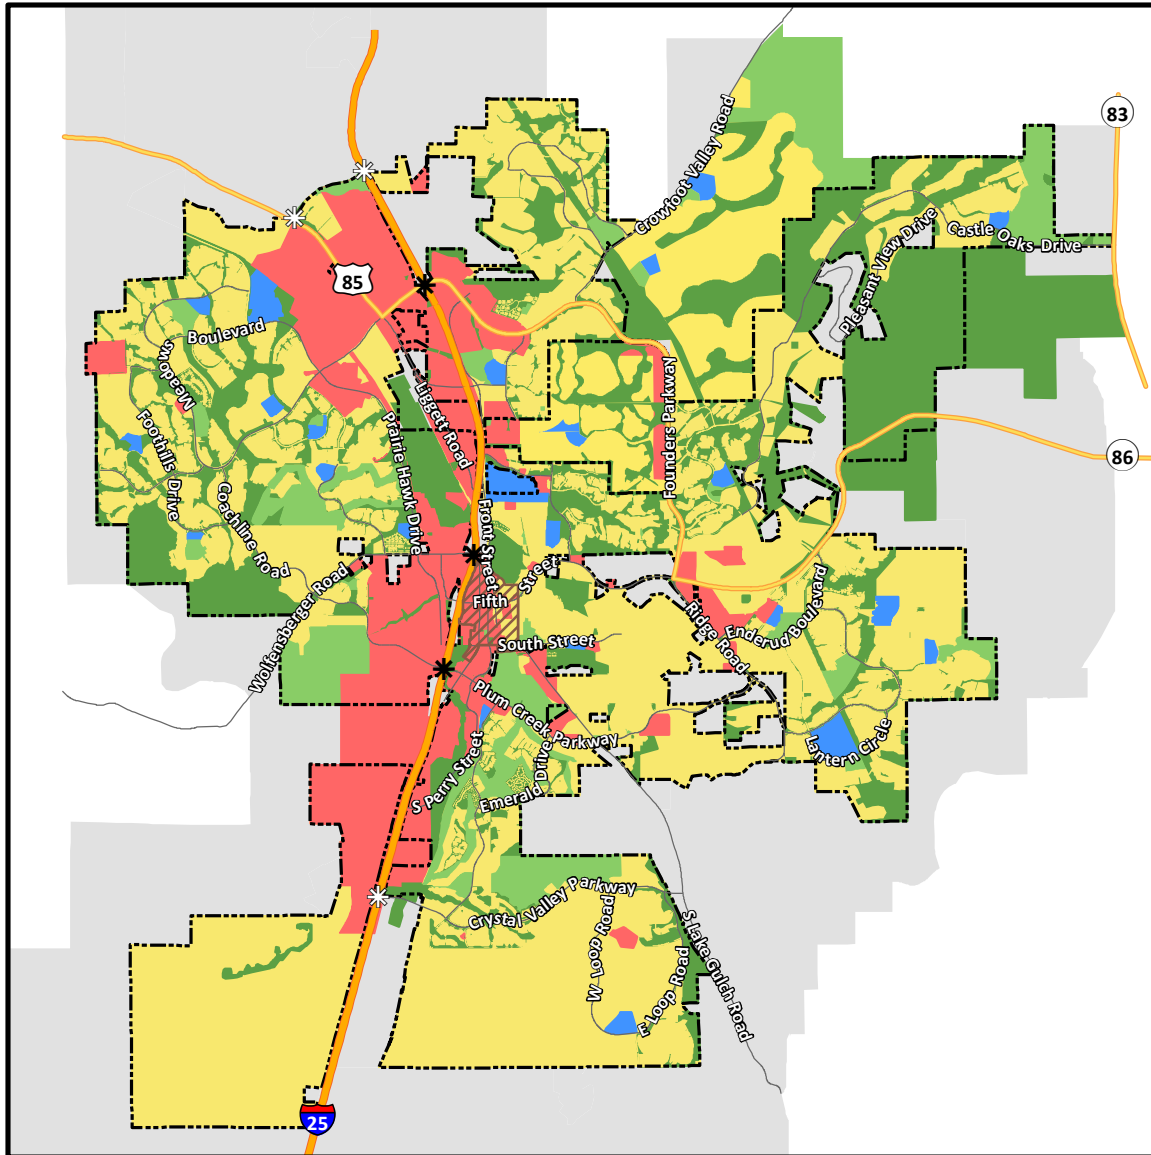 83
Crowfoot Valley Road
Pleasant View Drive
Castle Oaks Drive
85
Meadows
Boulevard
Liggett Road
Prairie Hawk Drive
Founders Parkway
Foothills Drive
Coachline Road
86
Front Street
Fifth Street
Wolfensberger Road
South Street
Ridge Road
Enderud Boulevard
Plum Creek Parkway
Lantern Circle
S Perry Street
Emerald Drive
Crystal Valley Parkway
W Loop Road
E Loop Road
S Lake Gulch Road
25